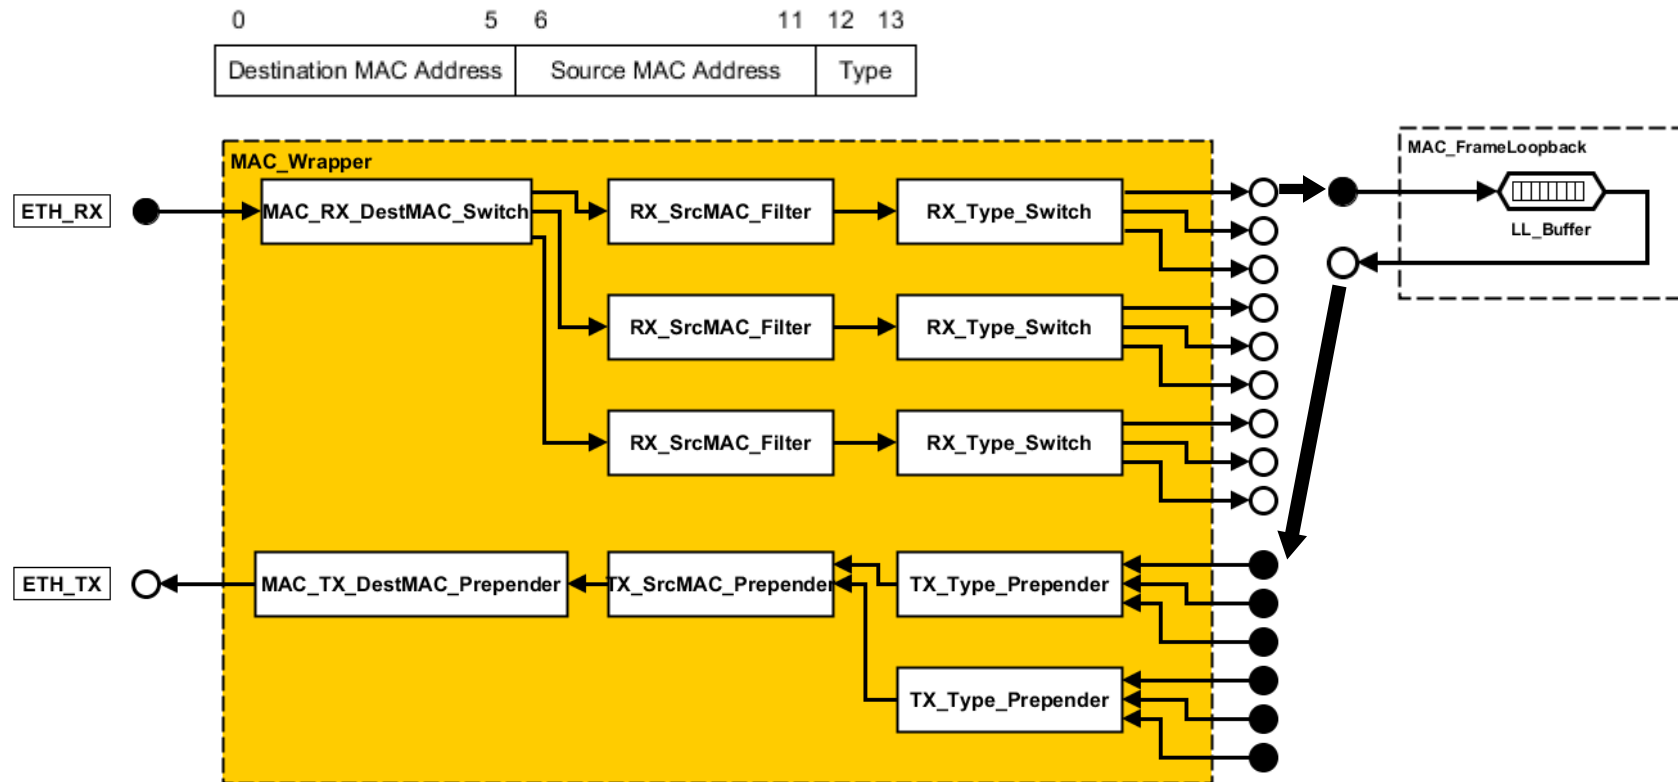 0 5 6 11 12 13
Destination MAC Address Source MAC Address Type
MAC_Wrapper
MAC_FrameLoopback
ETH_RX
MAC_RX_DestMAC_Switch
RX_SrcMAC_Filter
RX_Type_Switch
LL_Buffer
RX_SrcMAC_Filter
RX_Type_Switch
RX_SrcMAC_Filter
RX_Type_Switch
ETH_TX
MAC_TX_DestMAC_Prepender
TX_SrcMAC_Prepender
TX_Type_Prepender
TX_Type_Prepender